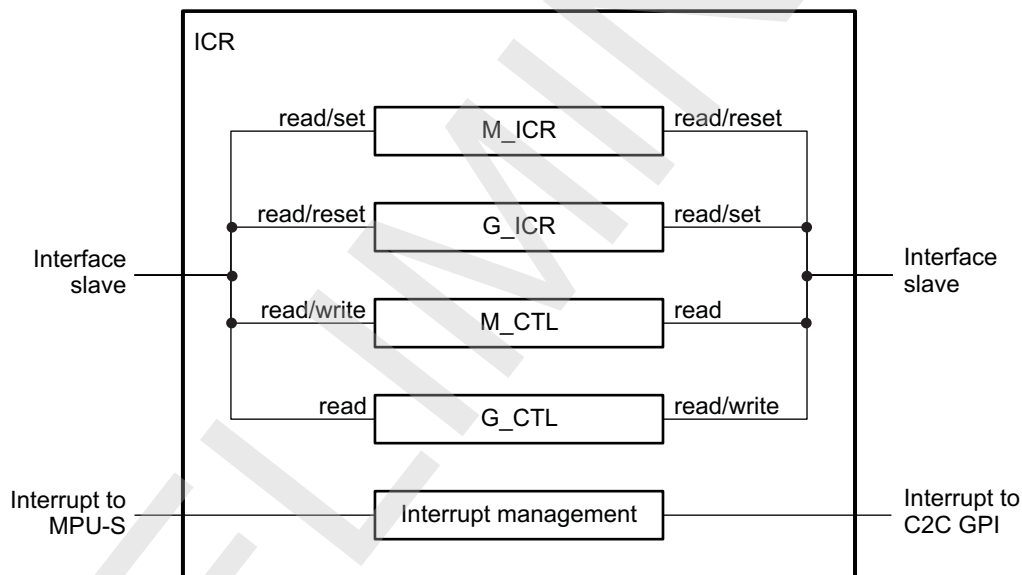 ICR
read/set
M_ICR
read/reset
read/reset
G_ICR
read/set
Interface
slave
Interface
slave
read/write
M_CTL
read
read
G_CTL
read/write
Interrupt to
MPU-S
Interrupt management
Interrupt to
C2C GPI